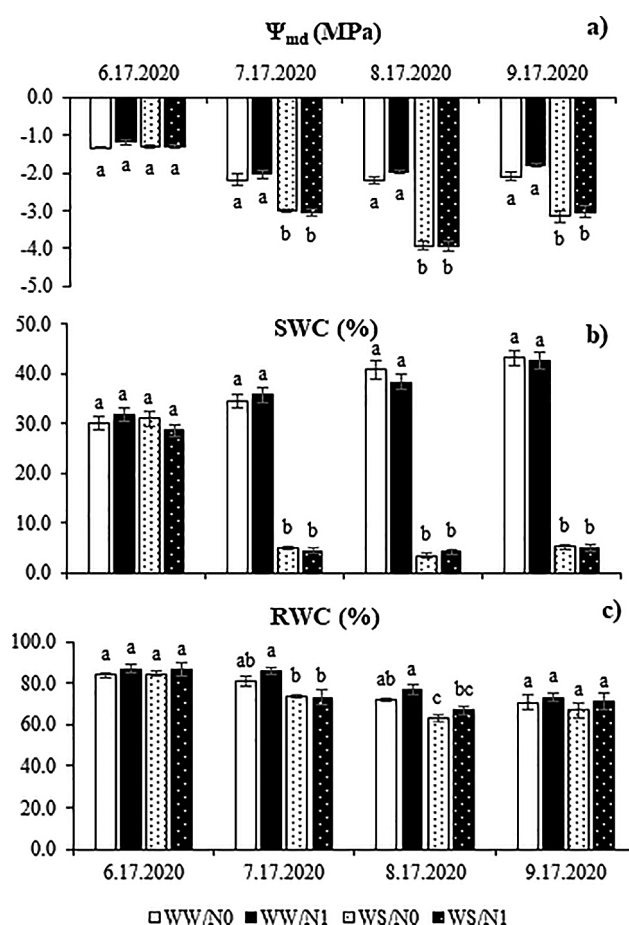 Ψmd (MPa)
a)
6.17.2020 7.17.2020 8.17.2020 9.17.2020
0.0
-1.0
-2.0
-3.0
-4.0
-5.0
a a a a
a a b b
a a b b
a a b b
SWC (%)
b)
50.0
40.0
30.0
20.0
10.0
0.0
a a a a
a a b b
a a b b
a a b b
RWC (%)
c)
100.0
80.0
60.0
40.0
20.0
0.0
a a a a
ab a b b
ab a c bc
a a a a
6.17.2020 7.17.2020 8.17.2020 9.17.2020
WW/N0 WW/N1 WS/N0 WS/N1